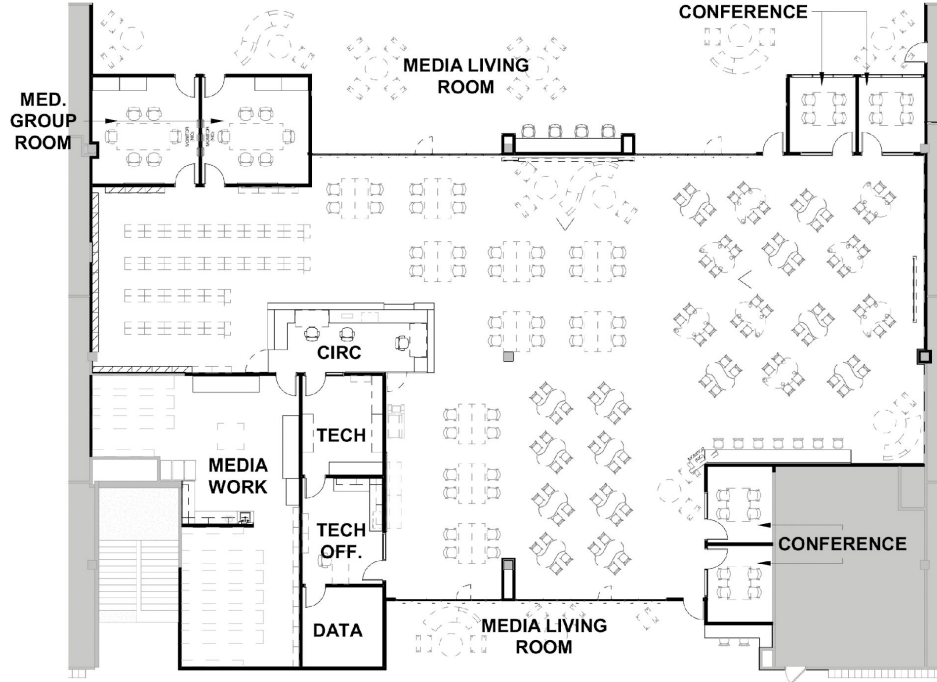 CONFERENCE
MEDIA LIVING
ROOM
MED.
GROUP
ROOM
CIRC
TECH
MEDIA
WORK
TECH
OFF.
CONFERENCE
DATA
MEDIA LIVING
ROOM